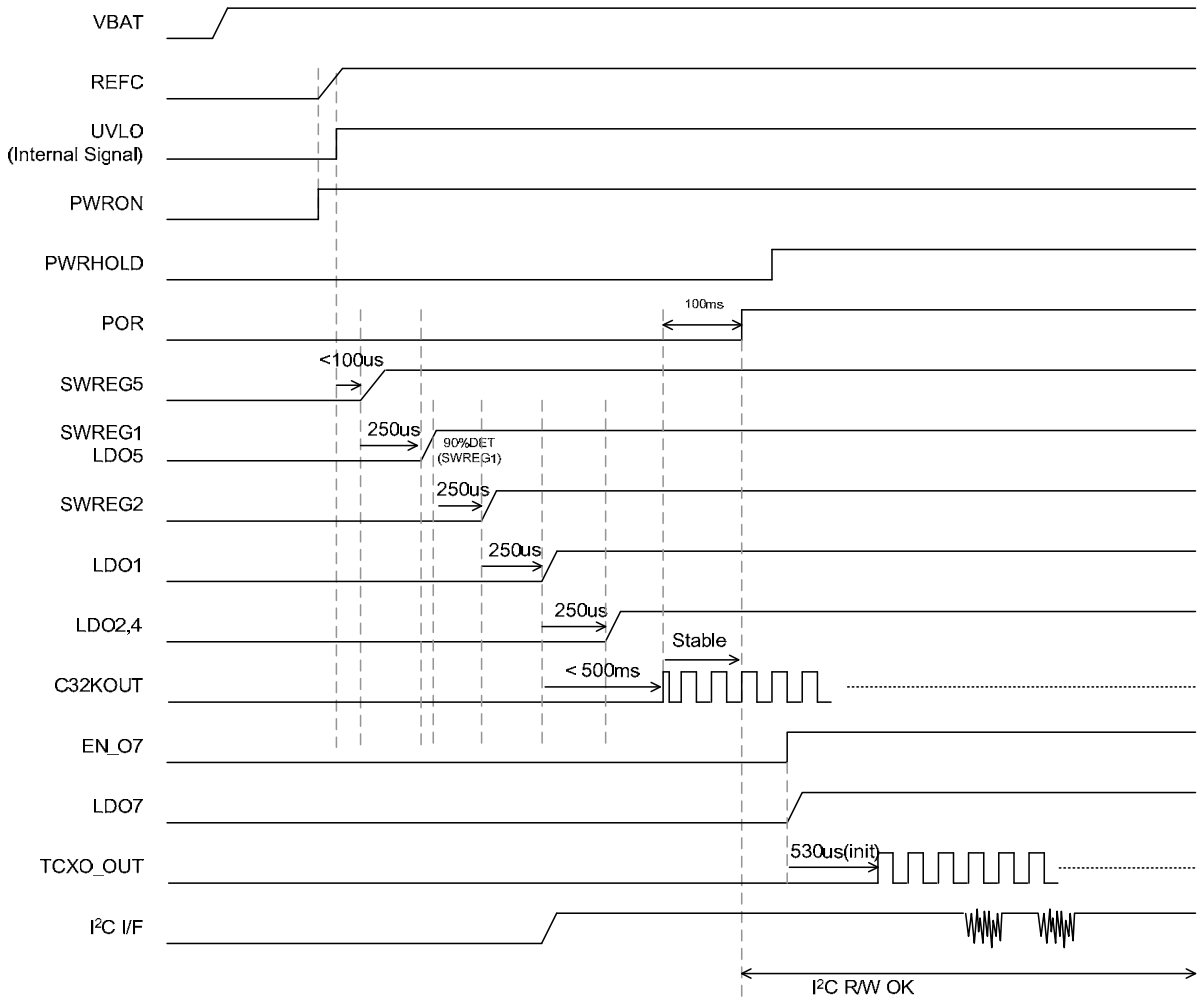 VBAT
REFC
UVLO
(Internal Signal)
PWRON
PWRHOLD
100ms
POR
<100us
SWREG5
SWREG1
250us
90%DET
LDO5
(SWREG1)
250us
SWREG2
250us
LDO1
250us
LDO2,4
Stable
< 500ms
C32KOUT
EN_O7
LDO7
530us(init)
TCXO_OUT
I²C I/F
I²C R/W OK